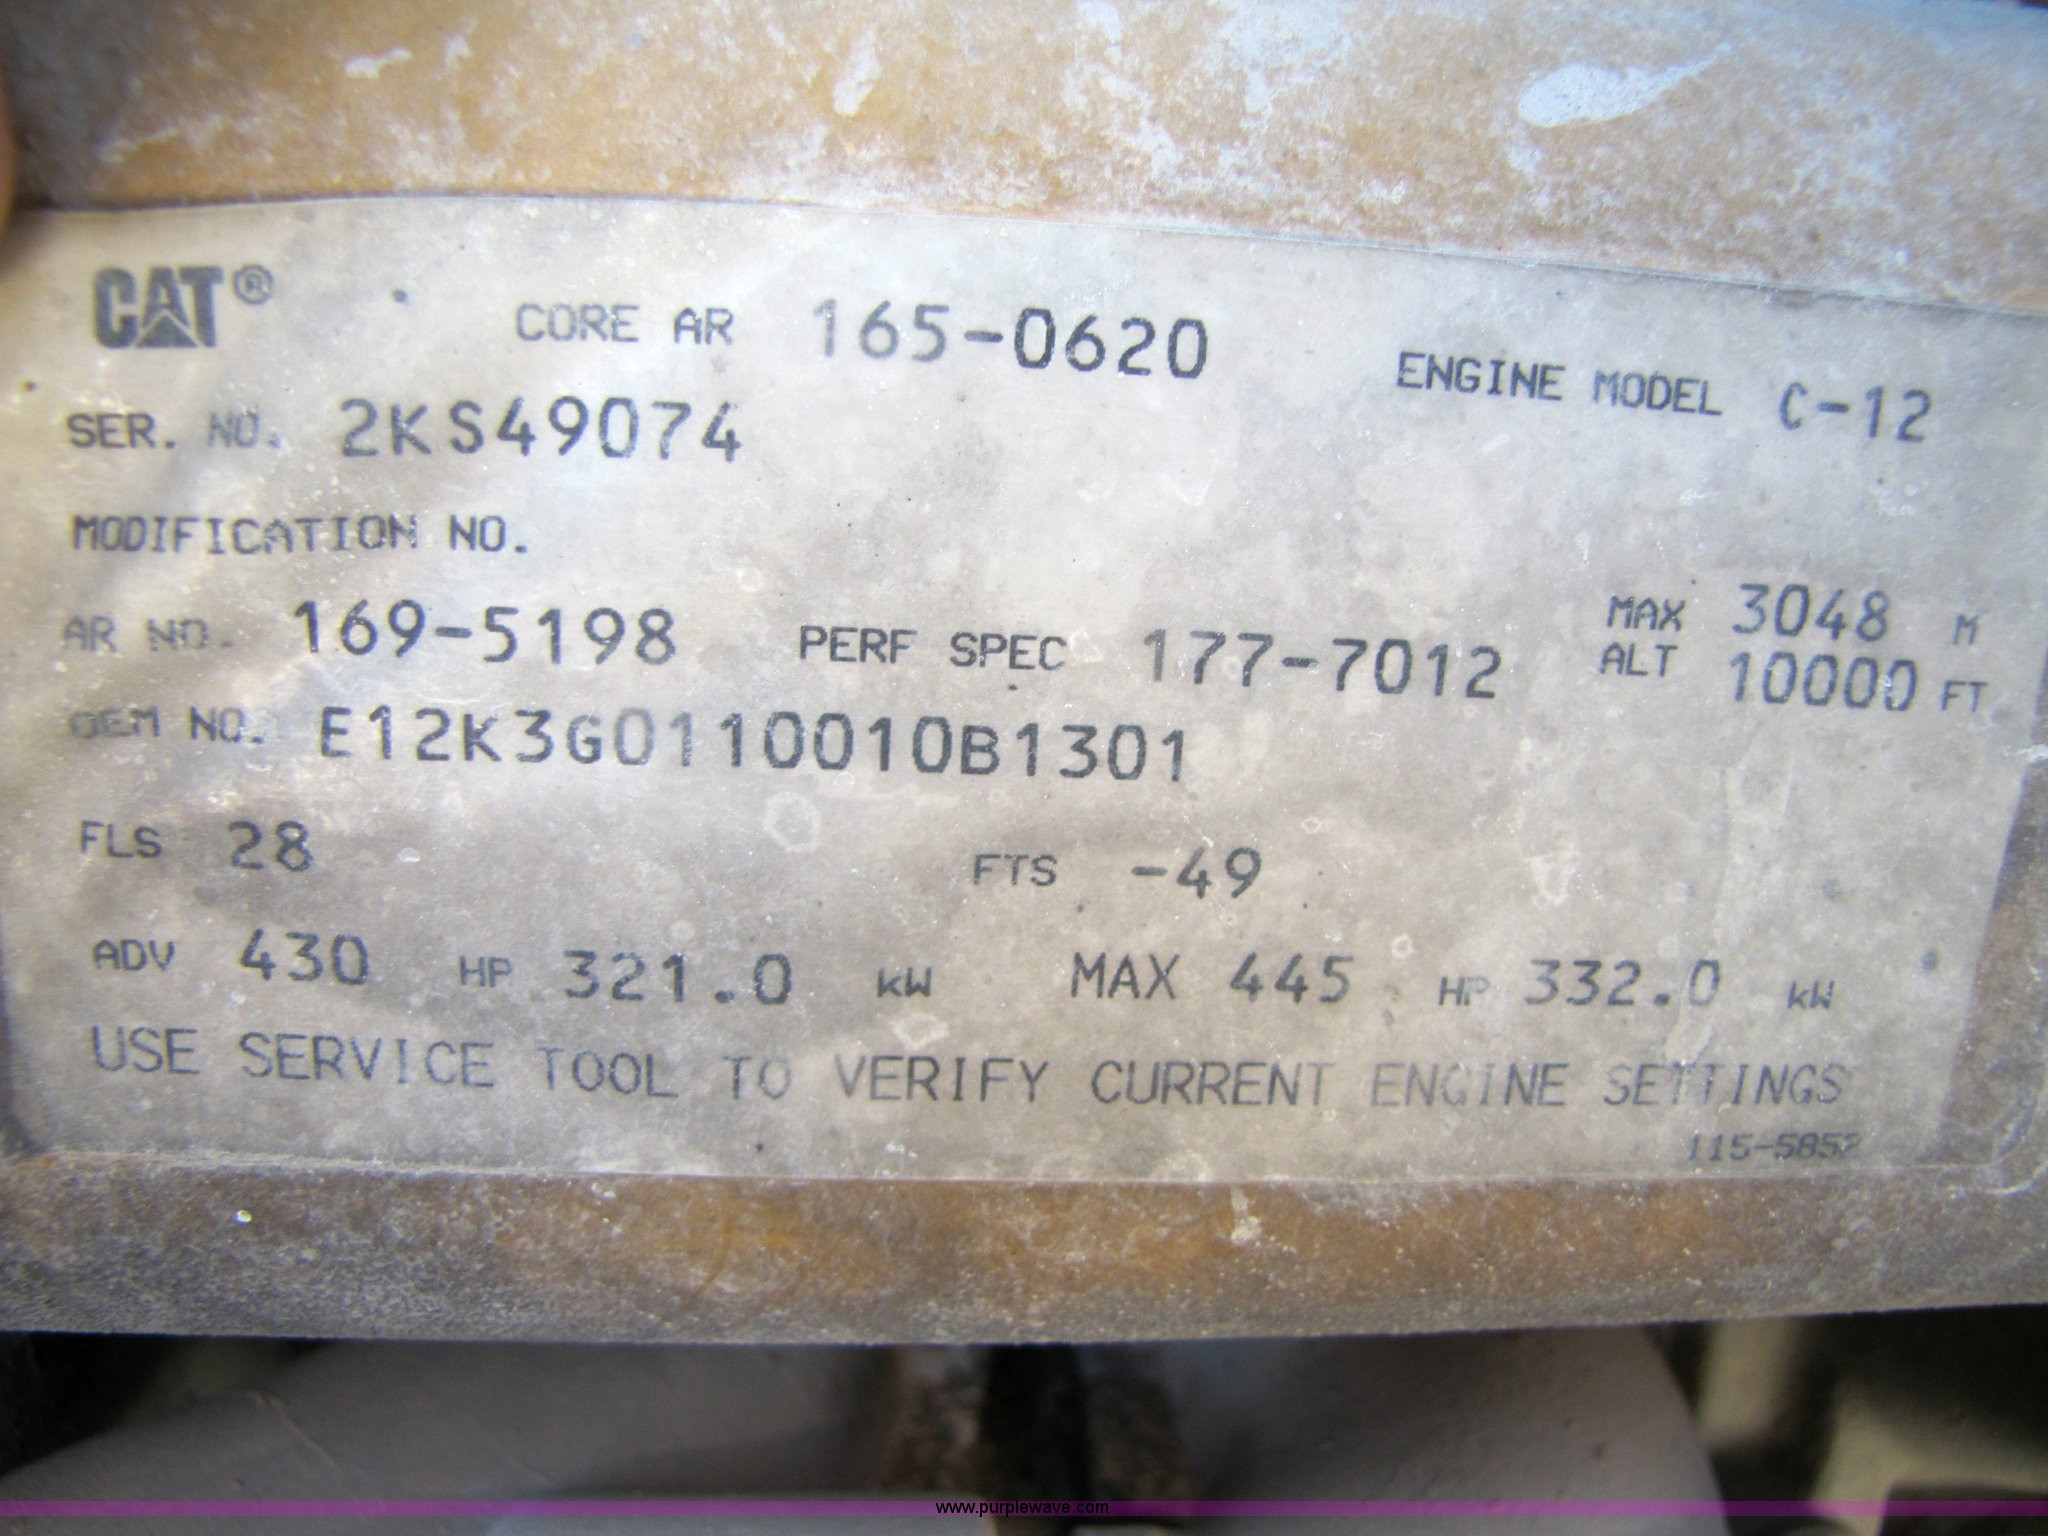 CAT®
CORE AR 165-0620
ENGINE MODEL C-12
SER. NO. 2KS49074
MODIFICATION NO.
AR NO. 169-5198 PERF SPEC 177-7012
MAX ALT 3048 M
10000 FT
OEM NO. E12K3G0110010B1301
FLS 28 FTS -49
ADV 430 HP 321.0 kW MAX 445 HP 332.0 kW
USE SERVICE TOOL TO VERIFY CURRENT ENGINE SETTINGS
115-5852
www.purplewave.com